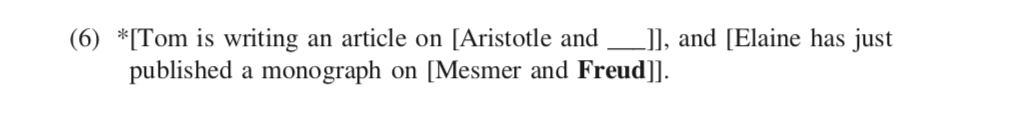 (6) *[Tom is writing an article on [Aristotle and ___]], and [Elaine has just
published a monograph on [Mesmer and Freud]].